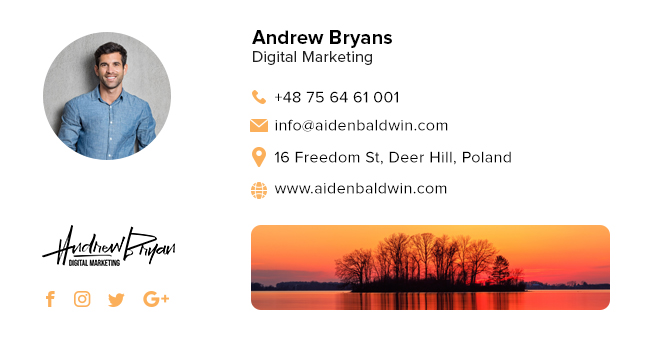 Andrew Bryans
Digital Marketing
+48 75 64 61 001
info@aidenbaldwin.com
16 Freedom St, Deer Hill, Poland
www.aidenbaldwin.com
Andrew Bryan
DIGITAL MARKETING
G+